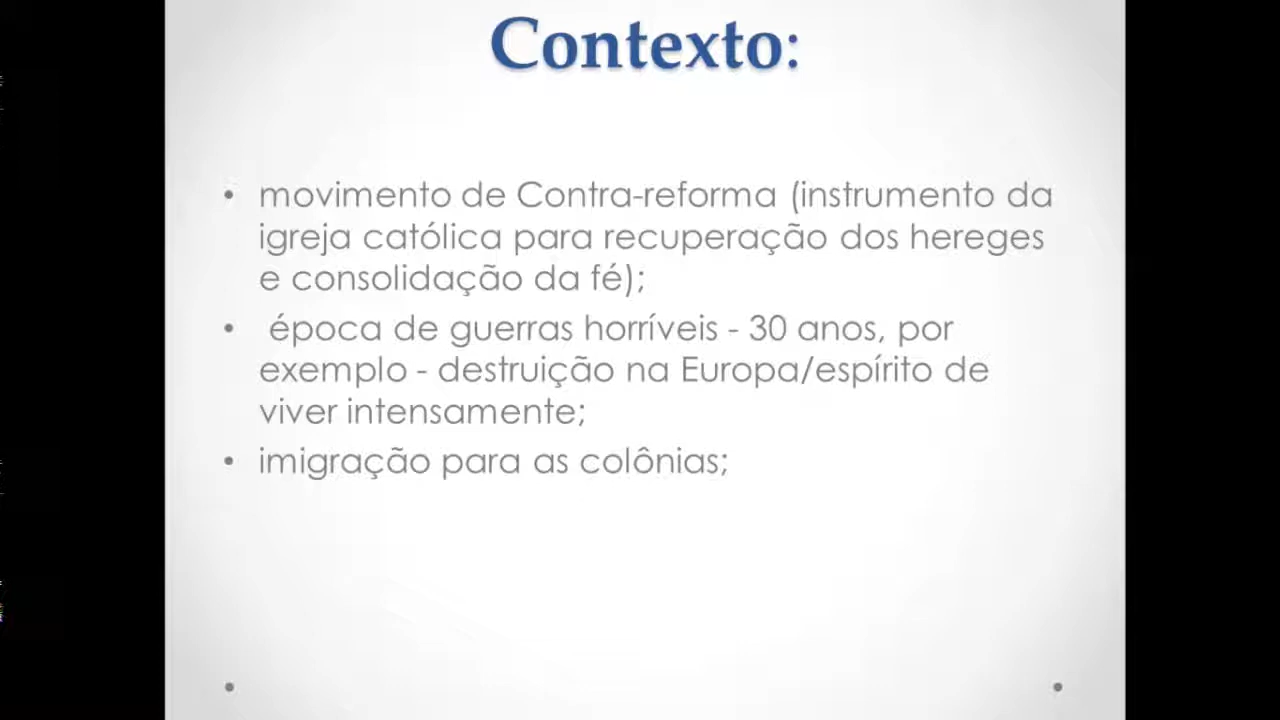 Contexto:
• movimento de Contra-reforma (instrumento da
igreja católica para recuperação dos hereges
e consolidação da fé);
• época de guerras horríveis - 30 anos, por
exemplo - destruição na Europa/espírito de
viver intensamente;
• imigração para as colônias;